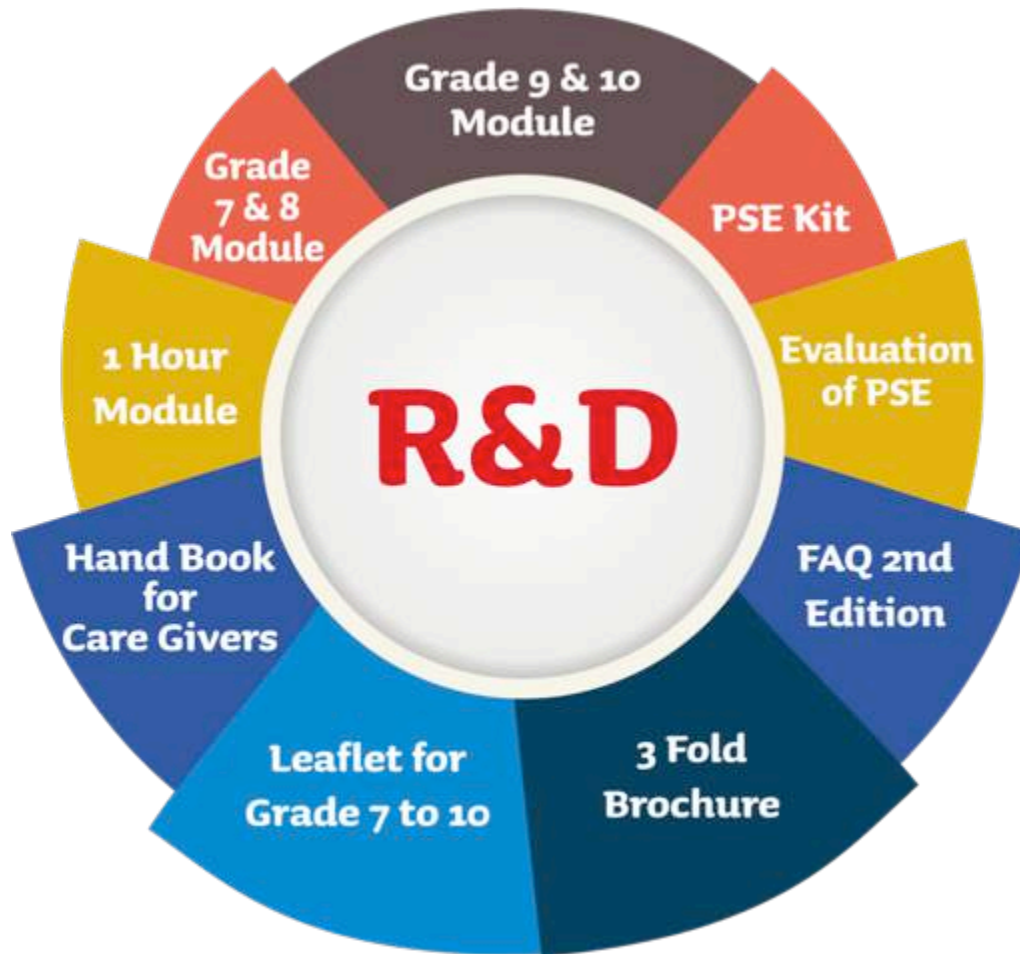 Grade 9 & 10
Module
PSE Kit
Evaluation
of PSE
FAQ 2nd
Edition
3 Fold
Brochure
Leaflet for
Grade 7 to 10
Hand Book
for
Care Givers
1 Hour
Module
Grade
7 & 8
Module
R&D